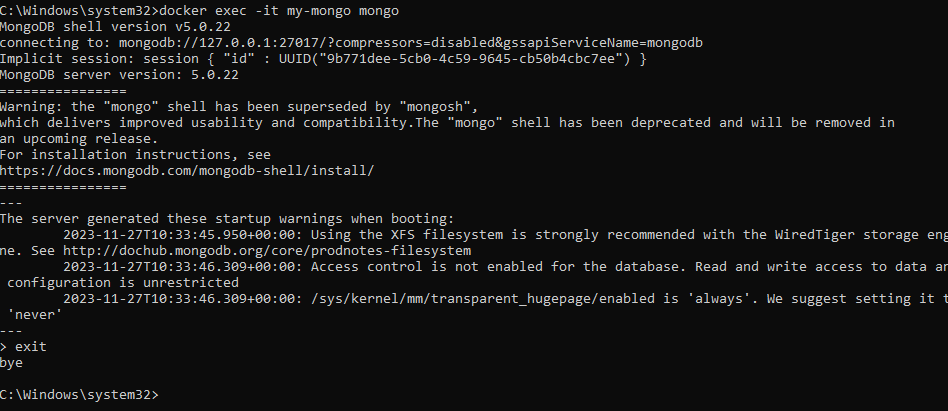 C:\Windows\system32>docker exec -it my-mongo mongo
MongoDB shell version v5.0.22
connecting to: mongodb://127.0.0.1:27017/?compressors=disabled&gssapiServiceName=mongodb
Implicit session: session { "id" : UUID("9b771dee-5cb0-4c59-9645-cb50b4cbc7ee") }
MongoDB server version: 5.0.22
================
Warning: the "mongo" shell has been superseded by "mongosh",
which delivers improved usability and compatibility.The "mongo" shell has been deprecated and will be removed in
an upcoming release.
For installation instructions, see
https://docs.mongodb.com/mongodb-shell/install/
================
---
The server generated these startup warnings when booting:
        2023-11-27T10:33:45.950+00:00: Using the XFS filesystem is strongly recommended with the WiredTiger storage eng
ne. See http://dochub.mongodb.org/core/prodnotes-filesystem
        2023-11-27T10:33:46.309+00:00: Access control is not enabled for the database. Read and write access to data an
 configuration is unrestricted
        2023-11-27T10:33:46.309+00:00: /sys/kernel/mm/transparent_hugepage/enabled is 'always'. We suggest setting it t
 'never'
---
> exit
bye
C:\Windows\system32>